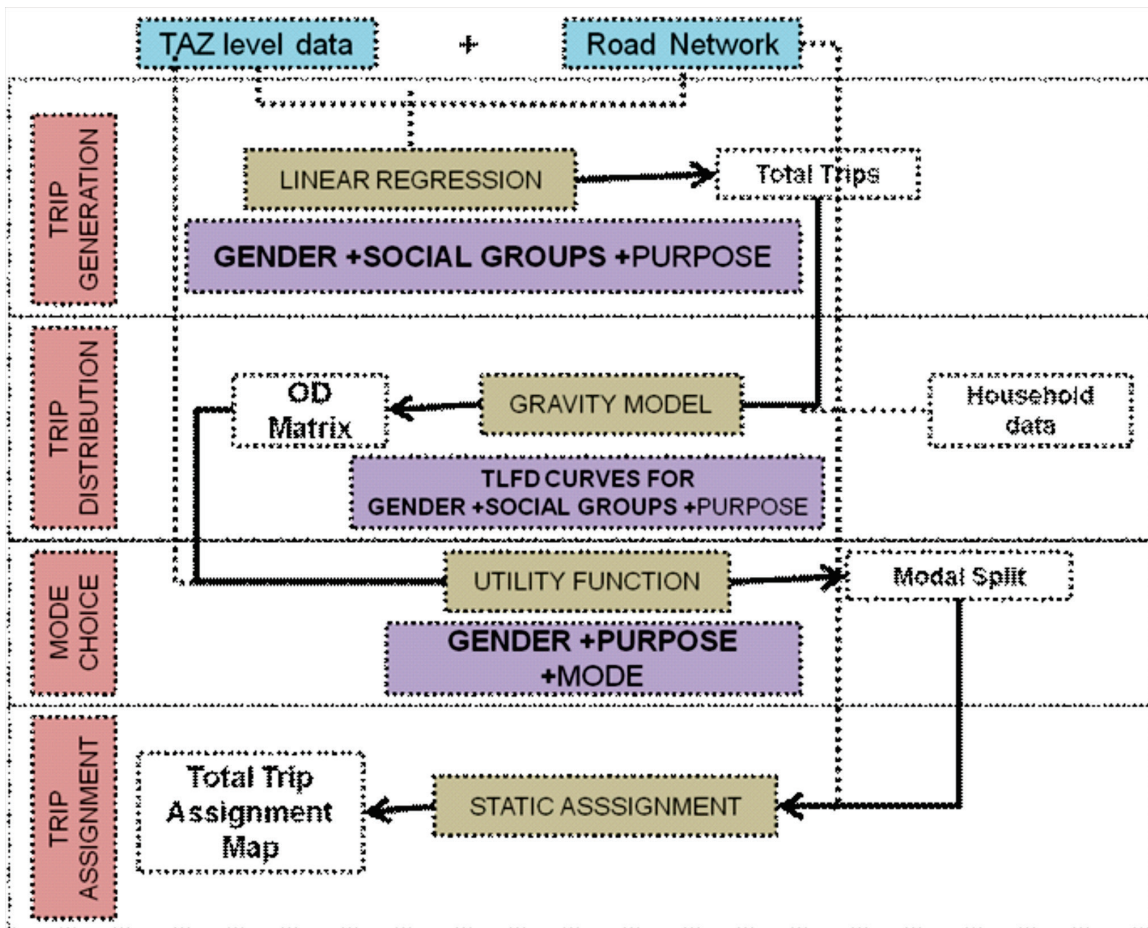 TAZ level data
+
Road Network
TRIP
GENERATION
LINEAR REGRESSION
Total Trips
GENDER +SOCIAL GROUPS +PURPOSE
TRIP
DISTRIBUTION
OD
Matrix
GRAVITY MODEL
Household
data
TLFD CURVES FOR
GENDER +SOCIAL GROUPS +PURPOSE
MODE
CHOICE
UTILITY FUNCTION
Modal Split
GENDER +PURPOSE
+MODE
TRIP
ASSIGNMENT
Total Trip
Assignment
Map
STATIC ASSSIGNMENT